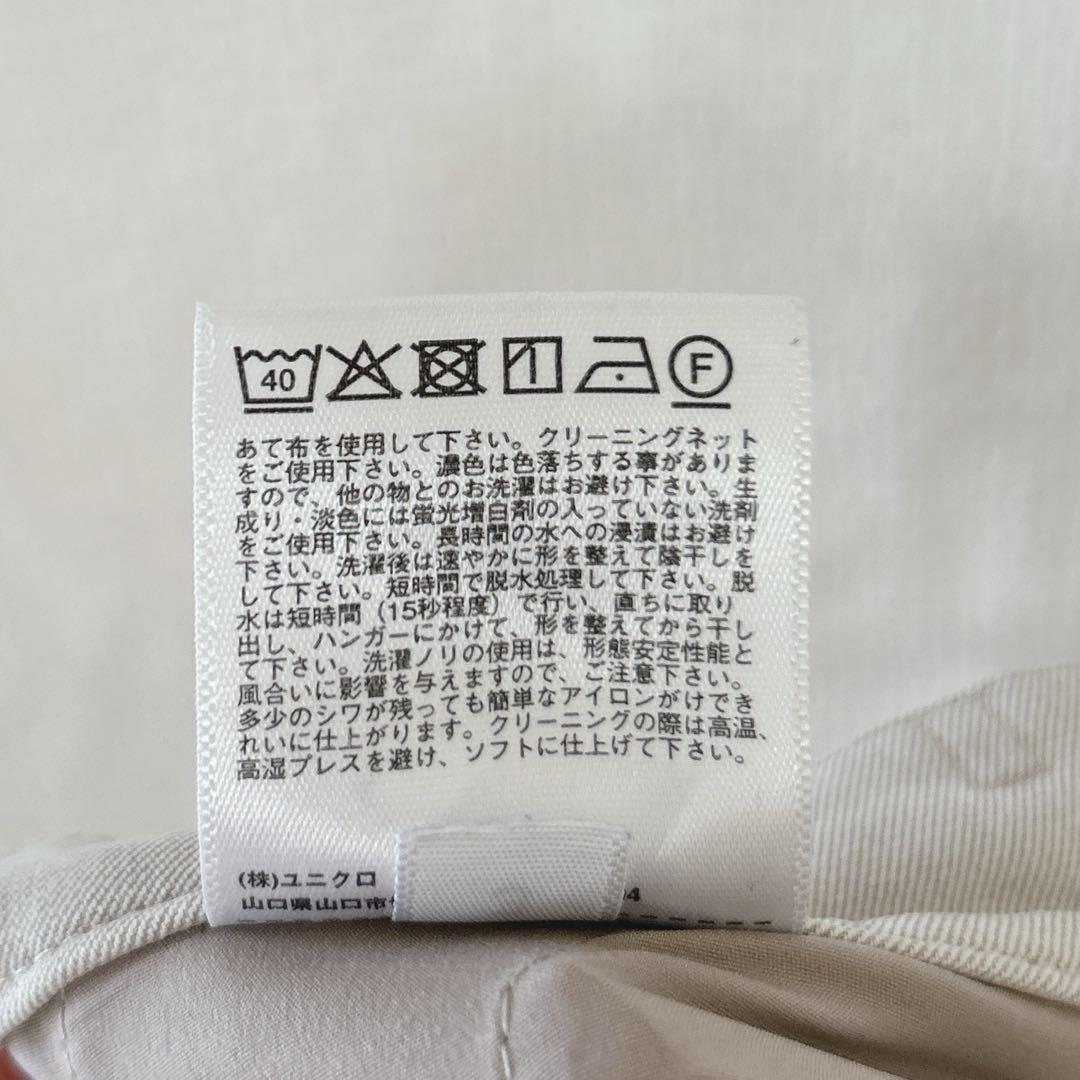 40
F
あて布を使用して下さい。クリーニングネット
をご使用下さい。濃色は色落ちする事がありま
すので、他の物とのお洗濯はお避け下さい。生
成り・淡色には蛍光増白剤の入っていない洗剤
をご使用下さい。長時間の水への浸漬はお避け
下さい。洗濯後は速やかに形を整えて陰干しを
して下さい。短時間で脱水処理して下さい。脱
水は短時間（15秒程度）で行い、直ちに取り
出し、ハンガーにかけて、形を整えてから干し
て下さい。洗濯ノリの使用は、形態安定性能と
風合いに影響を与えますので、ご注意下さい。
多少のシワが残っても簡単なアイロンがけでき
れいに仕上がります。クリーニングの際は高温、
高湿プレスを避け、ソフトに仕上げて下さい。
(株)ユニクロ
山口県山口市